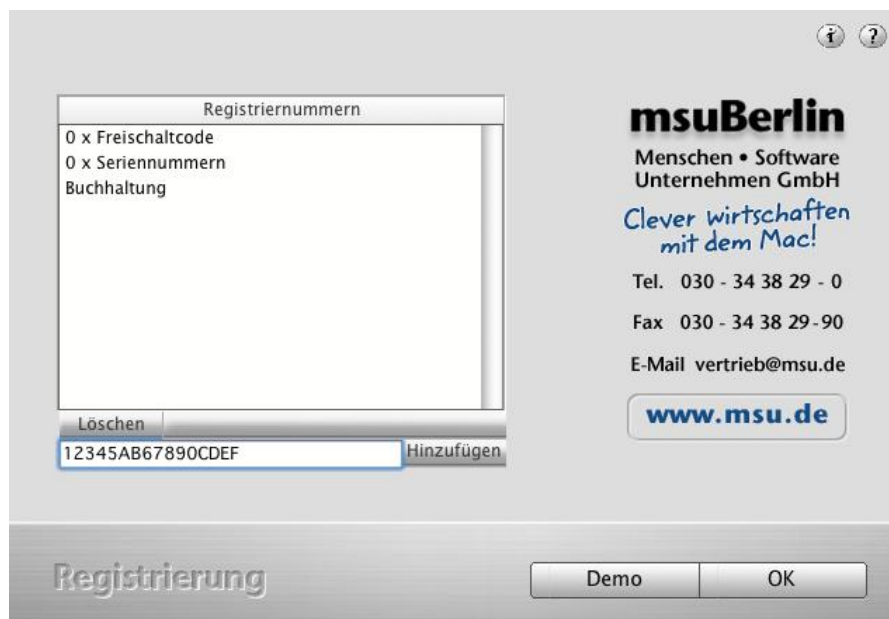 i ?
Registriernummern
0 x Freischaltcode
0 x Seriennummern
Buchhaltung
Löschen
12345AB67890CDEF
Hinzufügen
msuBerlin
Menschen • Software
Unternehmen GmbH
Clever wirtschaften
mit dem Mac!
Tel. 030 - 34 38 29 - 0
Fax 030 - 34 38 29-90
E-Mail vertrieb@msu.de
www.msu.de
Registrierung
Demo
OK